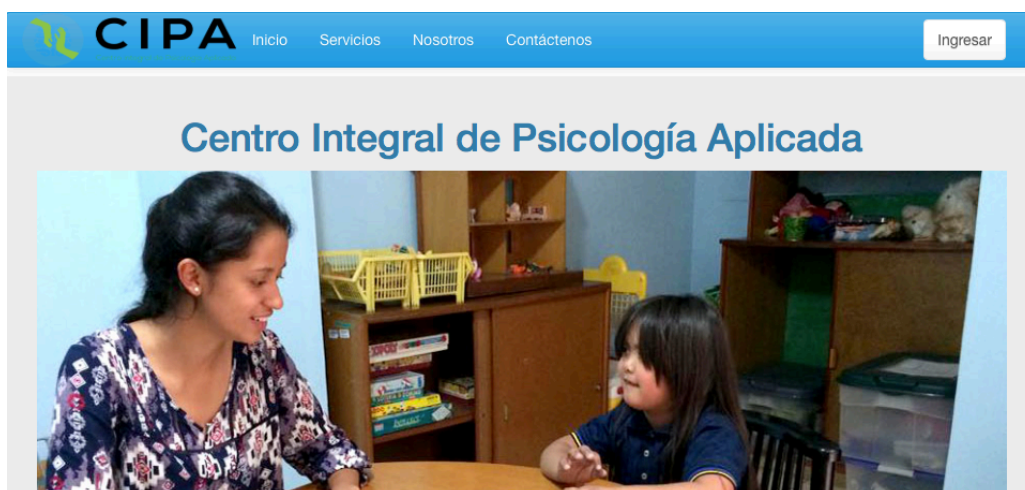 CIPA
Inicio Servicios Nosotros Contáctenos
Ingresar
Centro Integral de Psicología Aplicada